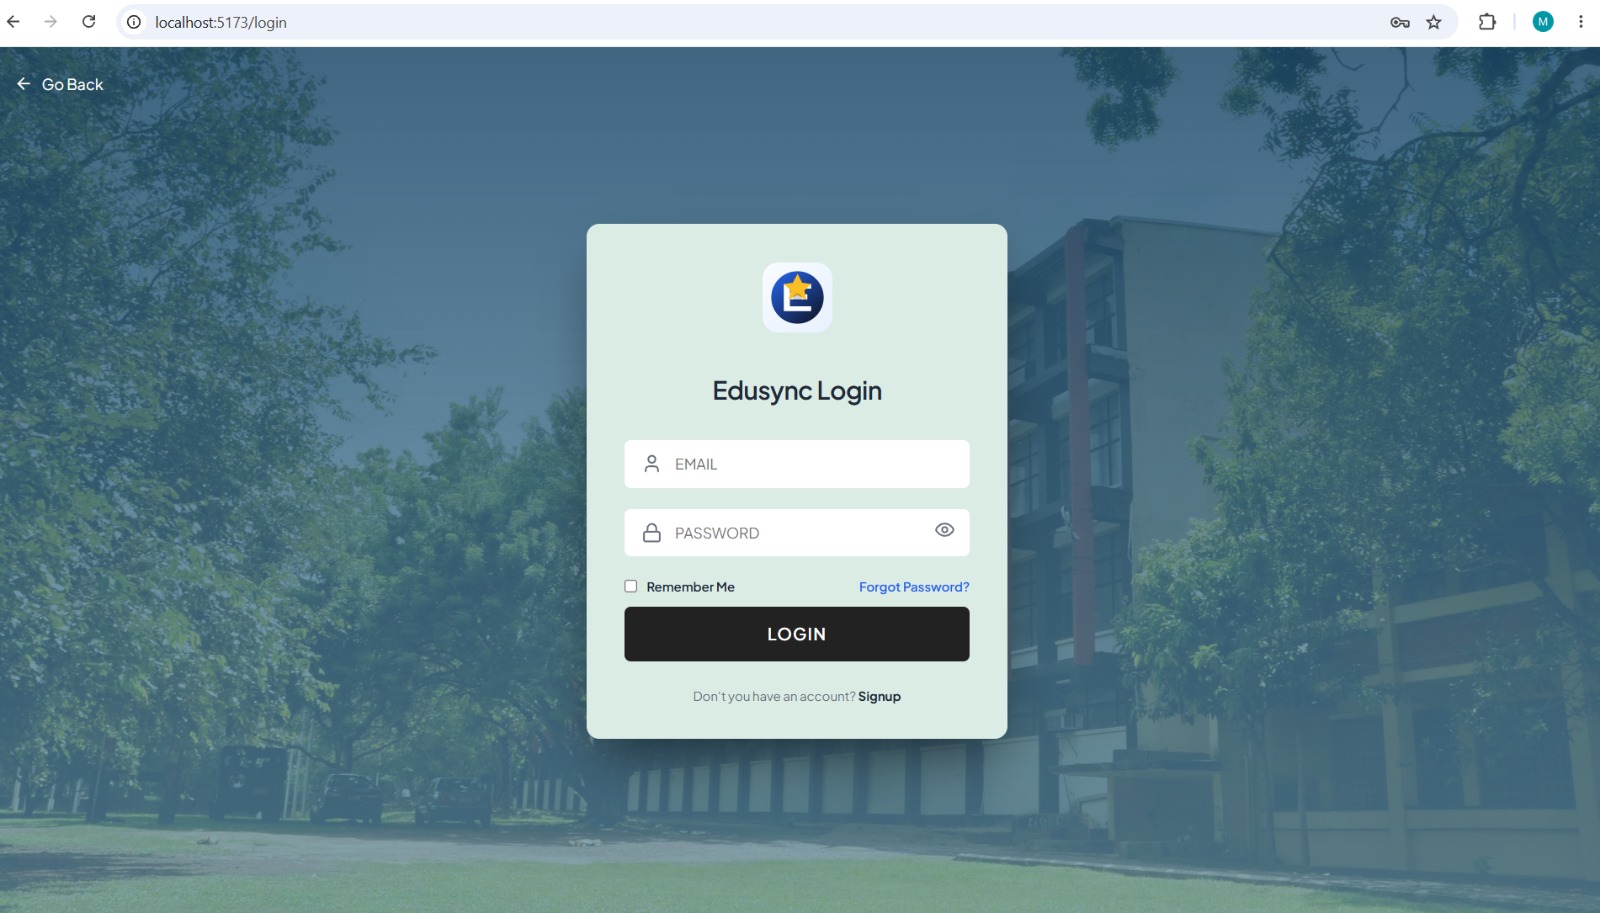 localhost:5173/login
M
Go Back
Edusync Login
EMAIL
PASSWORD
Remember Me
Forgot Password?
LOGIN
Don't you have an account? Signup